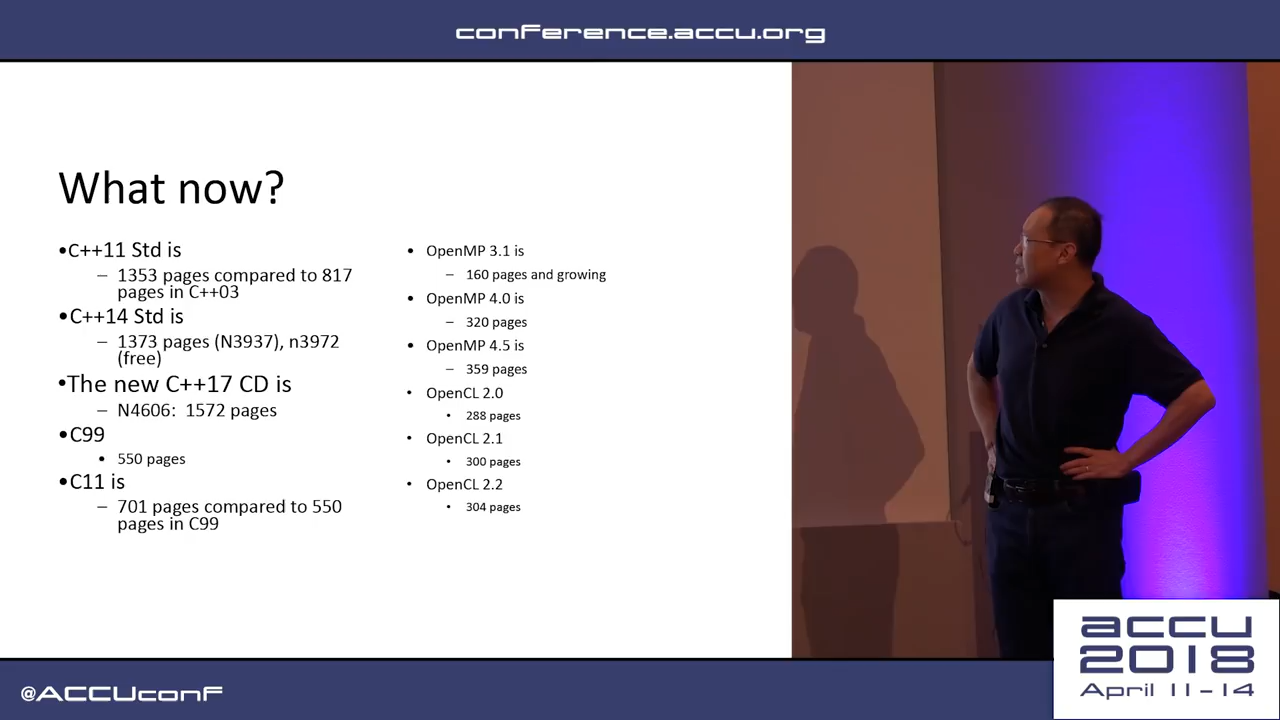 conference.accu.org
What now?
•C++11 Std is
– 1353 pages compared to 817
pages in C++03
•C++14 Std is
– 1373 pages (N3937), n3972
(free)
•The new C++17 CD is
– N4606: 1572 pages
•C99
• 550 pages
•C11 is
– 701 pages compared to 550
pages in C99
• OpenMP 3.1 is
– 160 pages and growing
• OpenMP 4.0 is
– 320 pages
• OpenMP 4.5 is
– 359 pages
• OpenCL 2.0
• 288 pages
• OpenCL 2.1
• 300 pages
• OpenCL 2.2
• 304 pages
accu
2018
April 11-14
@ACCUconf